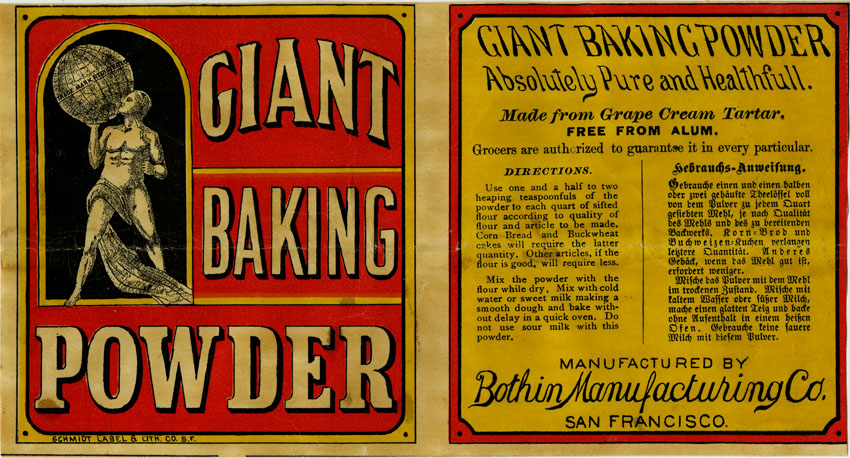 GIANT
BAKING
POWDER
SCHMIDT LABEL & LITH. CO. S.F.
GIANT BAKING POWDER
Absolutely Pure and Healthfull.
Made from Grape Cream Tartar.
FREE FROM ALUM.
Grocers are authorized to guarantee it in every particular.
DIRECTIONS.
Use one and a half to two
heaping teaspoonfuls of the
powder to each quart of sifted
flour according to quality of
flour and article to be made.
Corn Bread and Buckwheat
cakes will require the latter
quantity. Other articles, if the
flour is good, will require less.
Mix the powder with the
flour while dry. Mix with cold
water or sweet milk making a
smooth dough and bake with-
out delay in a quick oven. Do
not use sour milk with this
powder.
Gebrauchs-Anweisung.
Gebrauche einen und einen halben
oder zwei gehäufte Theelöffel voll
von dem Pulver zu jedem Quart
gesiebten Mehl, je nach Qualität
des Mehls und des zu bereitenden
Backwerks. Korn-Brod und
Buchweizen-Kuchen verlangen
letztere Quantität. Anderes
Gebäck, wenn das Mehl gut ist,
erfordert weniger.
Mische das Pulver mit dem Mehl
im trockenen Zustand. Mische mit
kaltem Wasser oder süßer Milch,
mache einen glatten Teig und backe
ohne Aufenthalt in einem heißen
Ofen. Gebrauche keine sauere
Milch mit diesem Pulver.
MANUFACTURED BY
Bothin Manufacturing Co.
SAN FRANCISCO.